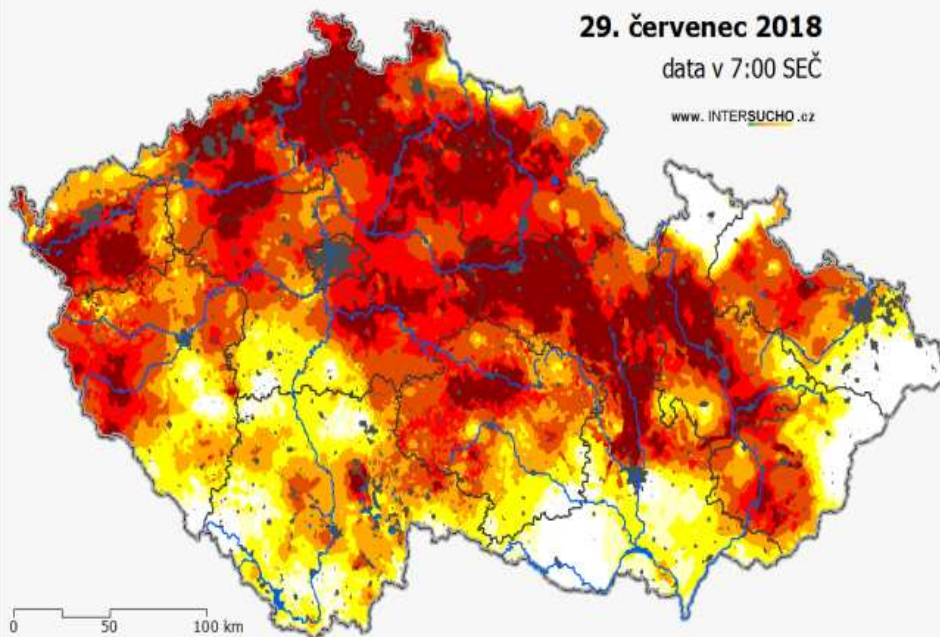 29. červenec 2018
data v 7:00 SEČ
www. INTERSUCHO .cz
0 50 100 km